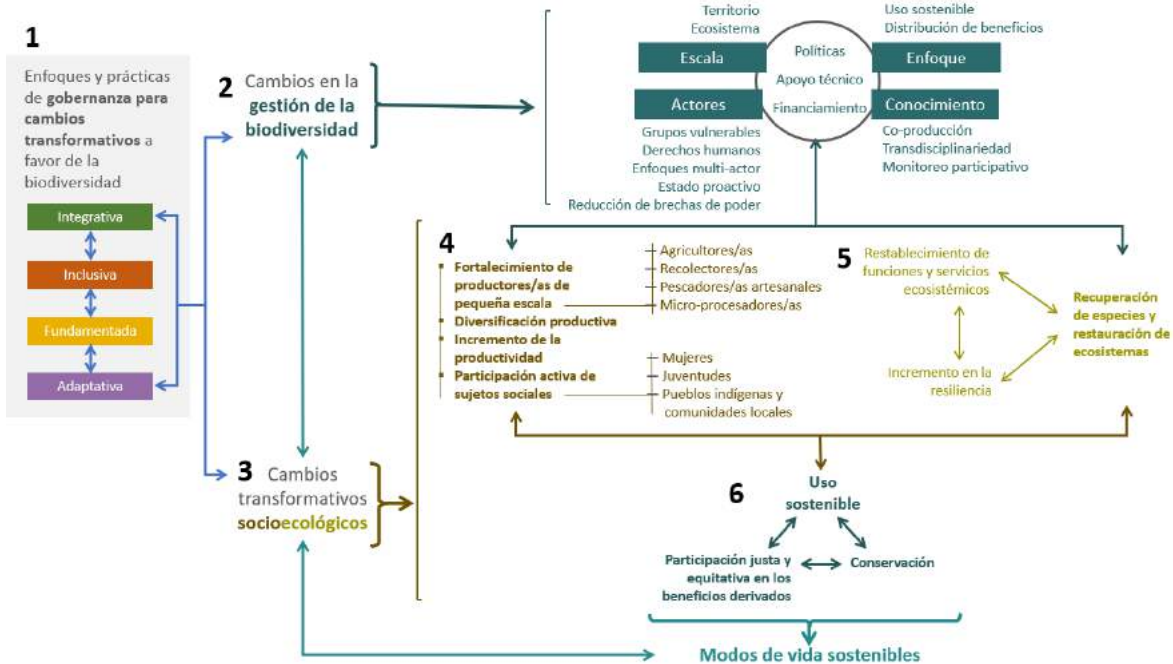 1
Enfoques y prácticas
de gobernanza para
cambios
transformativos a
favor de la
biodiversidad
Integrativa
Inclusiva
Fundamentada
Adaptativa
2
Cambios en la
gestión de la
biodiversidad
Territorio
Ecosistema
Escala
Uso sostenible
Distribución de beneficios
Enfoque
Políticas
Apoyo técnico
Financiamiento
Actores
Grupos vulnerables
Derechos humanos
Enfoques multi-actor
Estado proactivo
Reducción de brechas de poder
Conocimiento
Co-producción
Transdisciplinariedad
Monitoreo participativo
3
Cambios
transformativos
socioecológicos
4
▪ Fortalecimiento de
productores/as de
pequeña escala
▪ Diversificación productiva
▪ Incremento de la
productividad
▪ Participación activa de
sujetos sociales
Agricultores/as
Recolectores/as
Pescadores/as artesanales
Micro-procesadores/as
Mujeres
Juventudes
Pueblos indígenas y
comunidades locales
5
Restablecimiento de
funciones y servicios
ecosistémicos
Incremento en la
resiliencia
Recuperación
de especies y
restauración de
ecosistemas
6
Uso
sostenible
Participación justa y
equitativa en los
beneficios derivados
Conservación
Modos de vida sostenibles